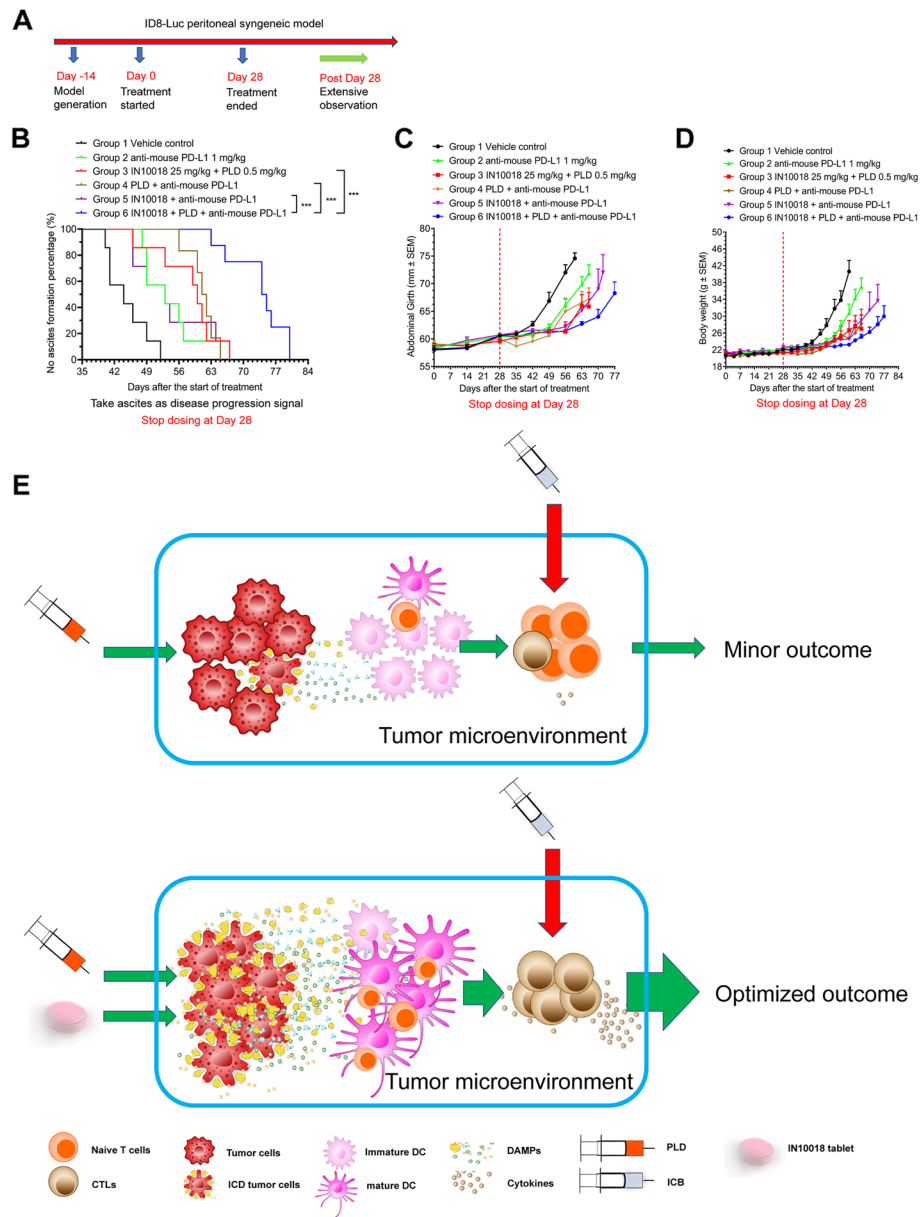 A
ID8-Luc peritoneal syngeneic model
Day -14
Model
generation
Day 0
Treatment
started
Day 28
Treatment
ended
Post Day 28
Extensive
observation
B
Group 1 Vehicle control
Group 2 anti-mouse PD-L1 1 mg/kg
Group 3 IN10018 25 mg/kg + PLD 0.5 mg/kg
Group 4 PLD + anti-mouse PD-L1
Group 5 IN10018 + anti-mouse PD-L1
Group 6 IN10018 + PLD + anti-mouse PD-L1
*** *** ***
No ascites formation percentage (%)
100
80
60
40
20
0
35 42 49 56 63 70 77 84
Days after the start of treatment
Take ascites as disease progression signal
Stop dosing at Day 28
C
Group 1 Vehicle control
Group 2 anti-mouse PD-L1 1 mg/kg
Group 3 IN10018 25 mg/kg + PLD 0.5 mg/kg
Group 4 PLD + anti-mouse PD-L1
Group 5 IN10018 + anti-mouse PD-L1
Group 6 IN10018 + PLD + anti-mouse PD-L1
Abdominal Girth (mm ± SEM)
80
75
70
65
60
55
0 7 14 21 28 35 42 49 56 63 70 77
Days after the start of treatment
Stop dosing at Day 28
D
Group 1 Vehicle control
Group 2 anti-mouse PD-L1 1 mg/kg
Group 3 IN10018 25 mg/kg + PLD 0.5 mg/kg
Group 4 PLD + anti-mouse PD-L1
Group 5 IN10018 + anti-mouse PD-L1
Group 6 IN10018 + PLD + anti-mouse PD-L1
Body weight (g ± SEM)
50
46
42
38
34
30
26
22
18
0 7 14 21 28 35 42 49 56 63 70 77 84
Days after the start of treatment
Stop dosing at Day 28
E
Minor outcome
Tumor microenvironment
Optimized outcome
Tumor microenvironment
Naive T cells
Tumor cells
Immature DC
DAMPs
PLD
IN10018 tablet
CTLs
ICD tumor cells
mature DC
Cytokines
ICB